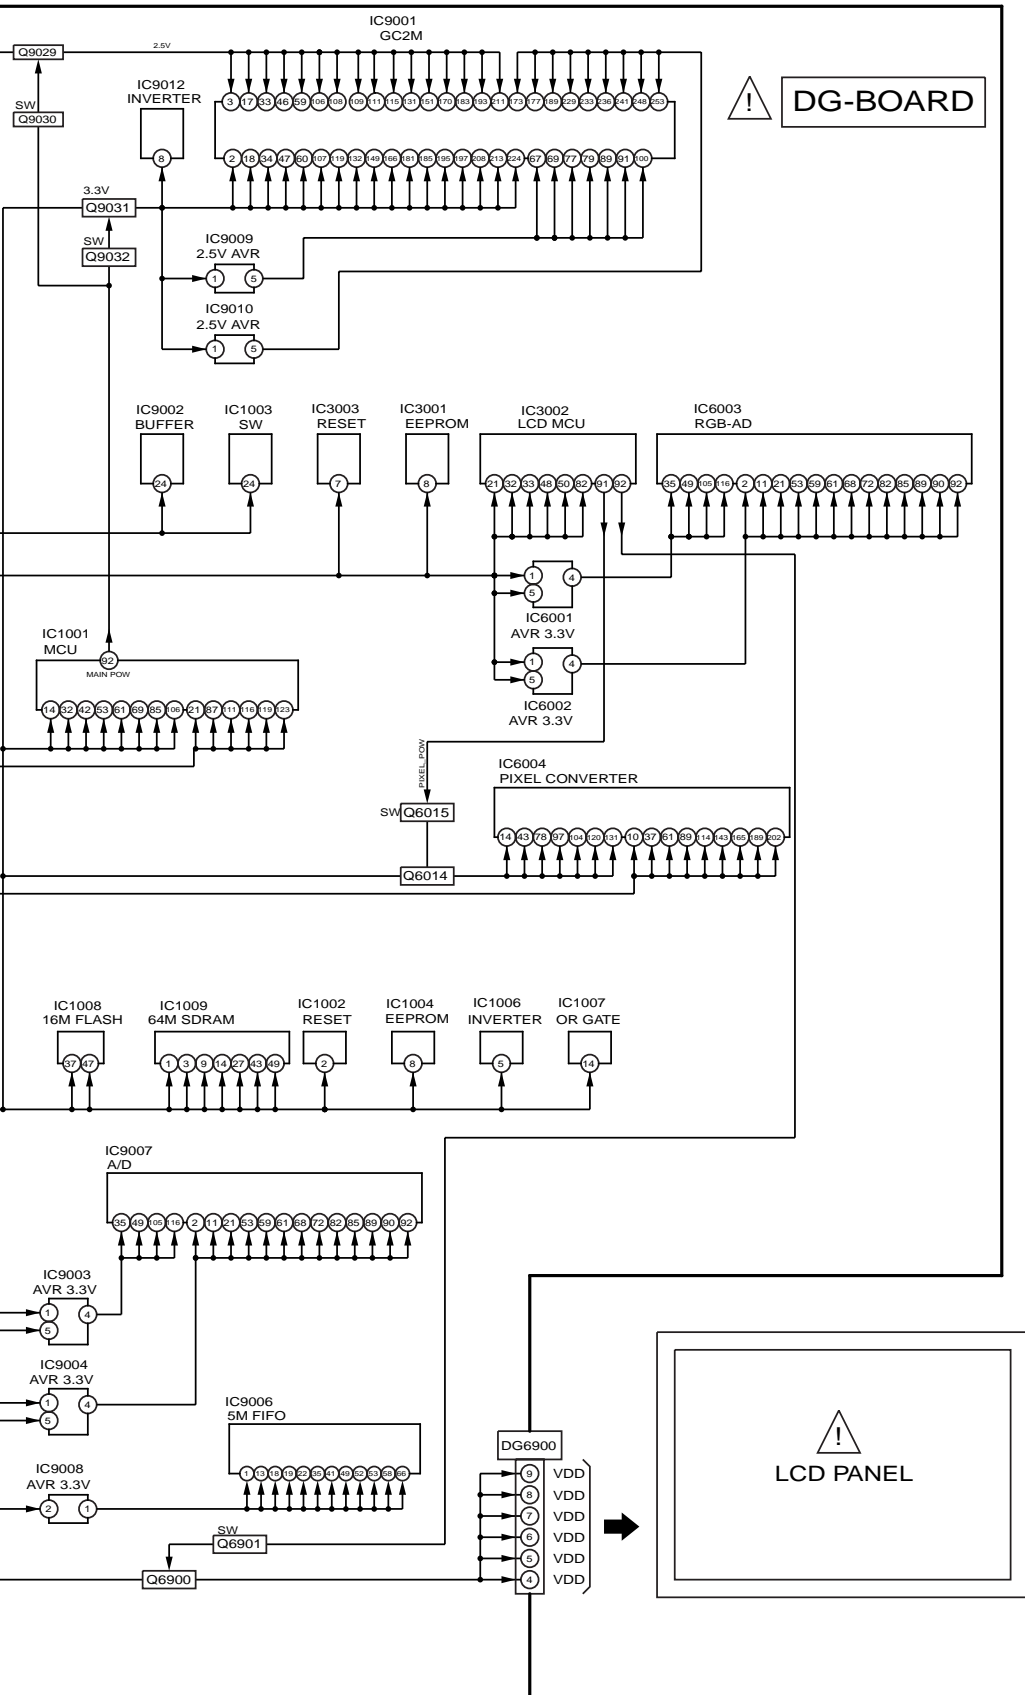 IC9001
GC2M
Q9029
2.5V
3 17 33 46 59 106 108 109 111 115 131 151 170 183 193 211 173 177 189 229 233 236 241 248 253
IC9012
INVERTER
8
SW
Q9030
! DG-BOARD
2 18 34 47 60 107 119 132 149 166 181 185 195 197 208 213 224 67 69 77 79 89 91 100
3.3V
Q9031
SW
Q9032
IC9009
2.5V AVR
1 5
IC9010
2.5V AVR
1 5
IC9002
BUFFER
24
IC1003
SW
24
IC3003
RESET
7
IC3001
EEPROM
8
IC3002
LCD MCU
21 32 33 48 50 82 91 92
IC6003
RGB-AD
35 49 105 116 2 11 21 53 59 61 68 72 82 85 89 90 92
1 4
5
IC6001
AVR 3.3V
1 4
5
IC6002
AVR 3.3V
IC1001
MCU
92
MAIN POW
14 32 42 53 61 69 85 106 21 87 111 116 119 123
PIXEL_POW
SW Q6015
Q6014
IC6004
PIXEL CONVERTER
14 43 78 97 104 120 131 10 37 61 89 114 143 165 189 202
IC1008
16M FLASH
37 47
IC1009
64M SDRAM
1 3 9 14 27 43 49
IC1002
RESET
2
IC1004
EEPROM
8
IC1006
INVERTER
5
IC1007
OR GATE
14
IC9007
A/D
35 49 105 116 2 11 21 53 59 61 68 72 82 85 89 90 92
IC9003
AVR 3.3V
1 4
5
IC9004
AVR 3.3V
1 4
5
IC9006
5M FIFO
1 13 18 19 22 35 41 49 52 53 58 66
IC9008
AVR 3.3V
2 1
SW
Q6901
Q6900
DG6900
9 VDD
8 VDD
7 VDD
6 VDD
5 VDD
4 VDD
!
LCD PANEL